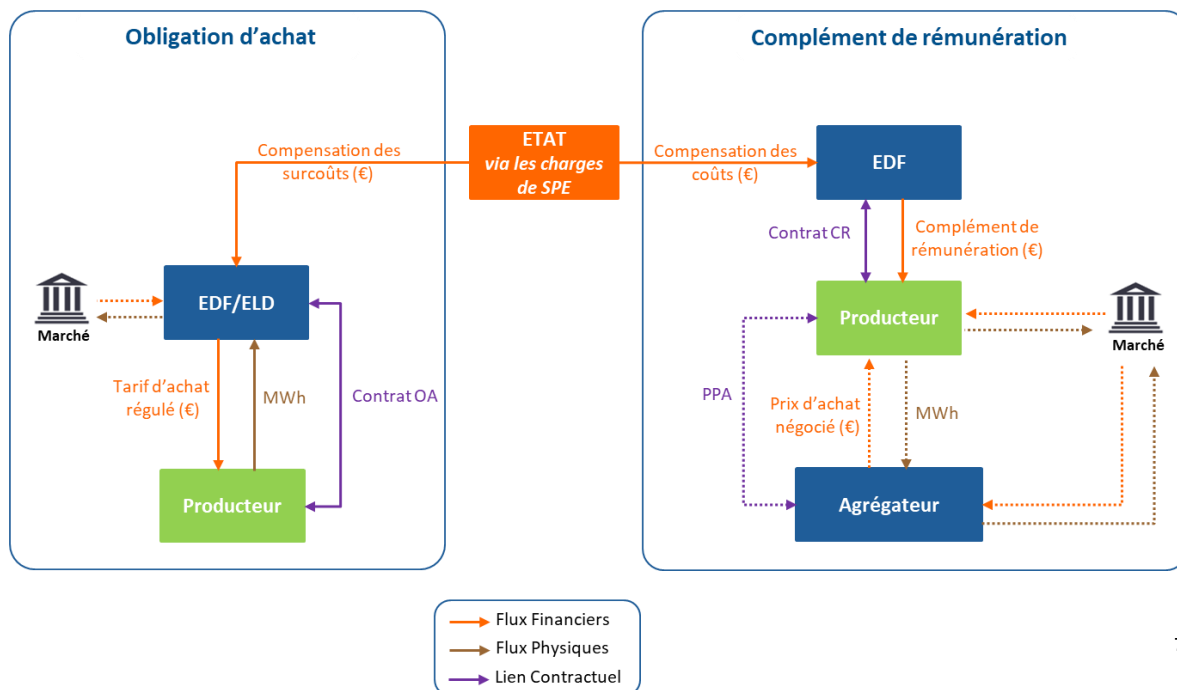 Obligation d'achat
Complément de rémunération
ETAT
via les charges
de SPE
Compensation des
surcoûts (€)
Compensation des
coûts (€)
EDF
Contrat CR
Complément de
rémunération (€)
EDF/ELD
Marché
Producteur
Marché
Tarif d'achat
régulé (€)
MWh
Contrat OA
PPA
Prix d'achat
négocié (€)
MWh
Producteur
Agrégateur
Flux Financiers
Flux Physiques
Lien Contractuel